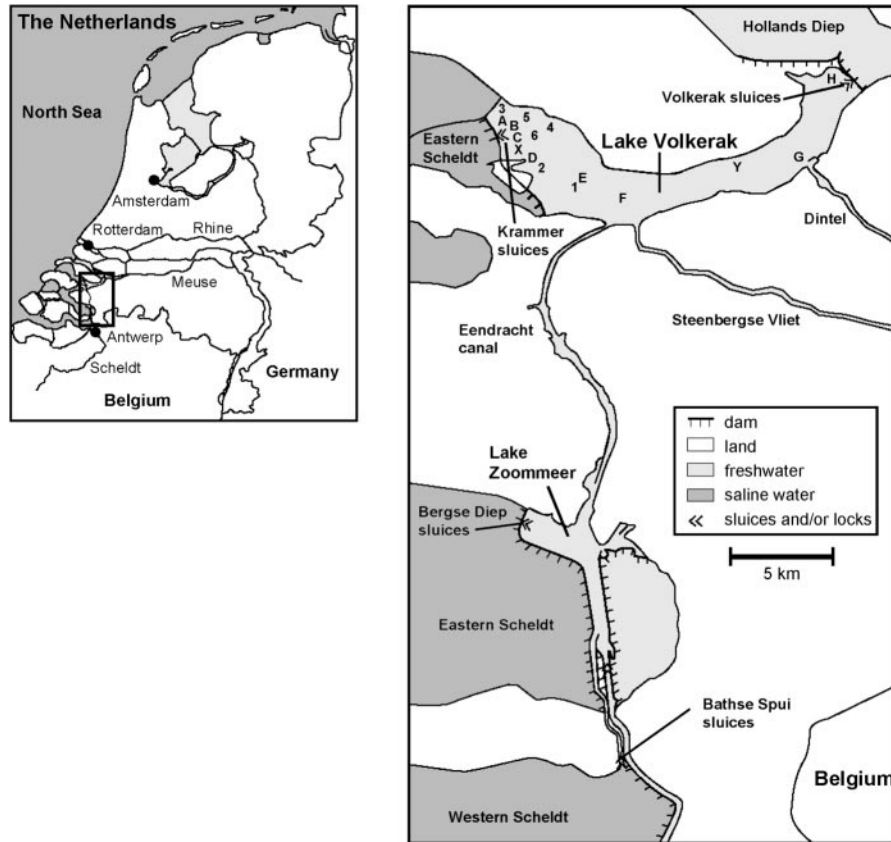 The Netherlands
North Sea
Amsterdam
Rotterdam
Rhine
Meuse
Antwerp
Scheldt
Germany
Belgium
Hollands Diep
H
7
Volkerak sluices
3
A
5
B
4
C
6
X
D
2
Eastern
Scheldt
Lake Volkerak
Y
G
E
1
F
Krammer
sluices
Dintel
Eendracht
canal
Steenbergse Vliet
dam
land
freshwater
saline water
sluices and/or locks
5 km
Lake
Zoommeer
Bergse Diep
sluices
Eastern Scheldt
Bathse Spui
sluices
Belgium
Western Scheldt